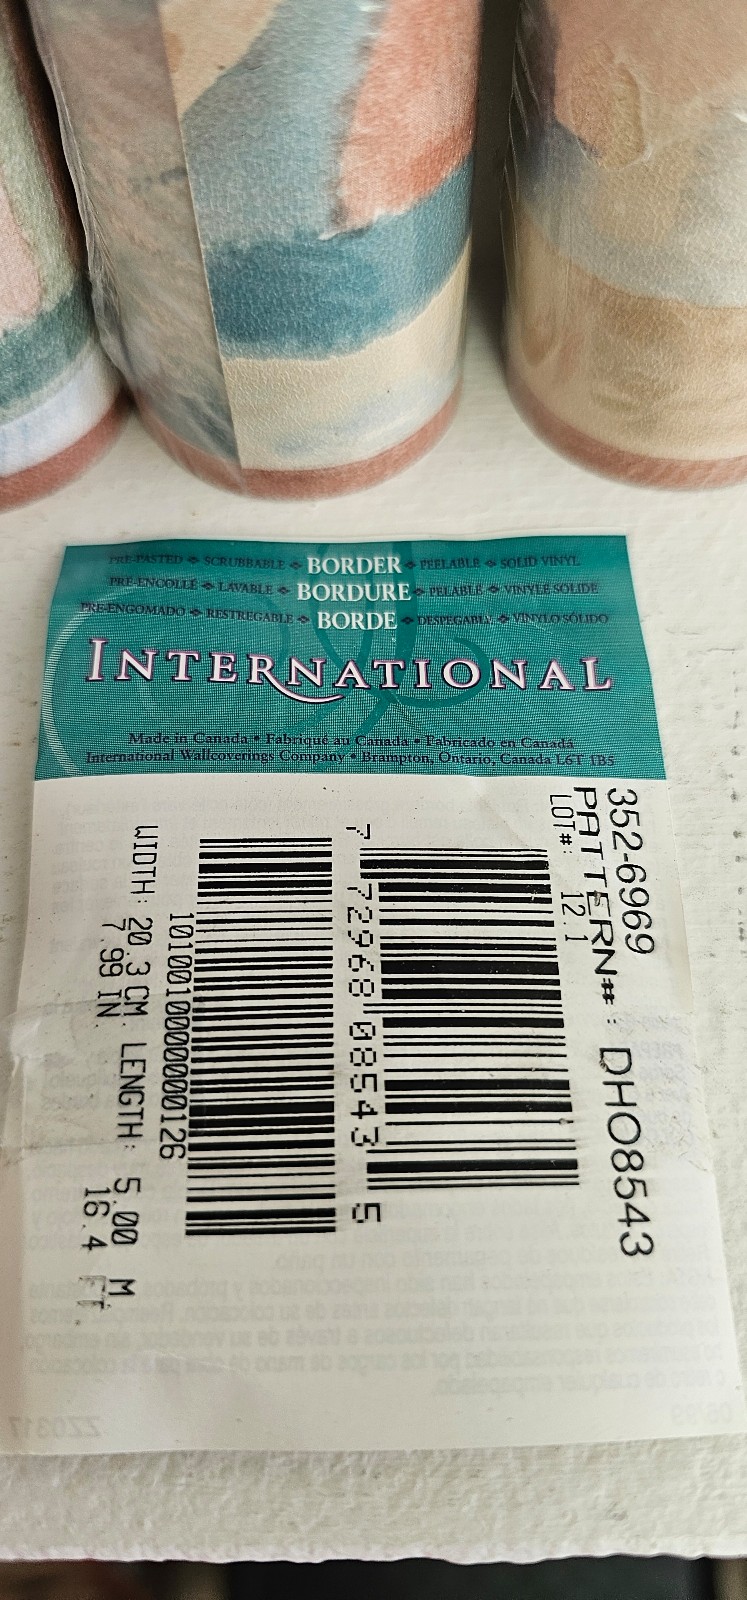 PRE-PASTED ❖ SCRUBBABLE ❖ BORDER ❖ PEELABLE ❖ SOLID VINYL
PRE-ENCOLLÉ ❖ LAVABLE ❖ BORDURE ❖ PELABLE ❖ VINYLE SOLIDE
PRE-ENGOMADO ❖ RESTREGABLE ❖ BORDE ❖ DESPEGABLE ❖ VINYLO SÓLIDO
INTERNATIONAL
Made in Canada • Fabriqué au Canada • Fabricado en Canadá
International Wallcoverings Company • Brampton, Ontario, Canada L6T 1B5
352-6969
PATTERN# : DHO8543
LOT#: 12.1
7 72968 08543 5
10100100000000126
WIDTH: 20.3 CM. LENGTH: 5.00 M.
7.99 IN. 16.4 FT.
ZZ0317